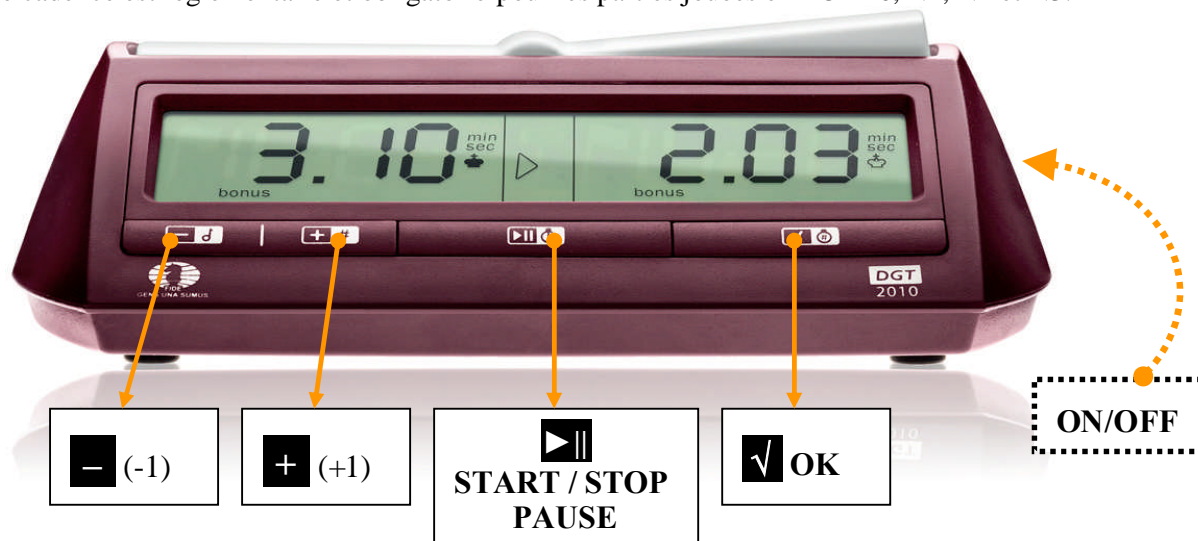 3.10 min
sec
bonus
2.03 min
sec
bonus
− + #
FIDE
GENS UNA SUMUS
DGT
2010
− (-1)
+ (+1)
►||
START / STOP
PAUSE
√ OK
ON/OFF